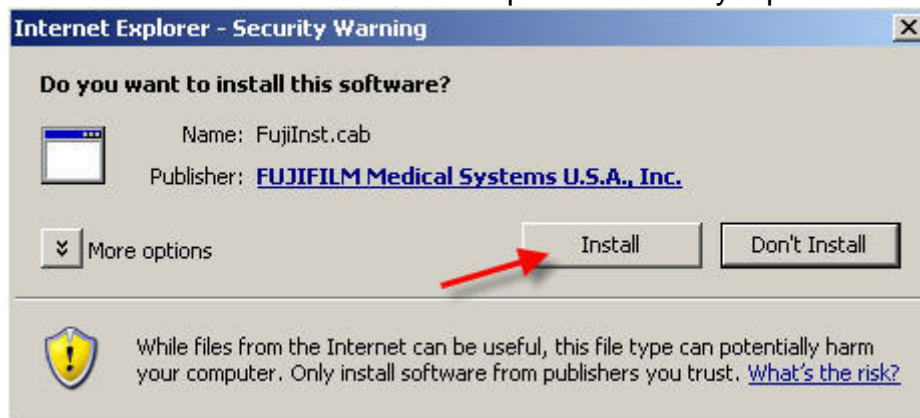 Internet Explorer - Security Warning
Do you want to install this software?
Name: FujiInst.cab
Publisher: FUJIFILM Medical Systems U.S.A., Inc.
More options
Install
Don't Install
While files from the Internet can be useful, this file type can potentially harm
your computer. Only install software from publishers you trust. What's the risk?